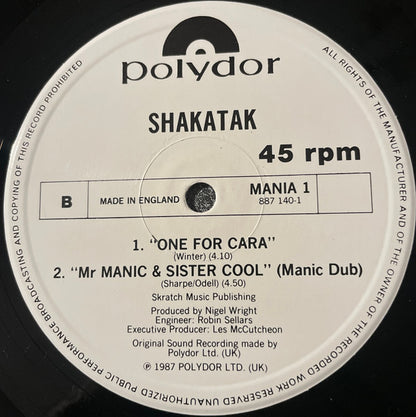 polydor
SHAKATAK
45 rpm
B
MADE IN ENGLAND
MANIA 1
887 140-1
1. "ONE FOR CARA"
(Winter) (4.10)
2. "Mr MANIC & SISTER COOL" (Manic Dub)
(Sharpe/Odell) (4.50)
Skratch Music Publishing
Produced by Nigel Wright
Engineer: Robin Sellars
Executive Producer: Les McCutcheon
Original Sound Recording made by
Polydor Ltd. (UK)
℗ 1987 POLYDOR LTD. (UK)
ALL RIGHTS OF THE MANUFACTURER AND OF THE OWNER OF THE RECORDED WORK RESERVED UNAUTHORIZED PUBLIC PERFORMANCE BROADCASTING AND COPYING OF THIS RECORD PROHIBITED